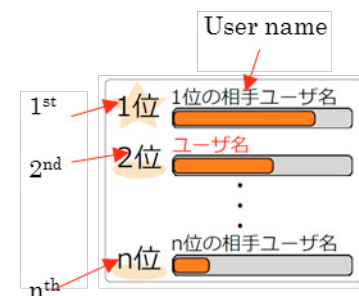 User name
1st
1位
1位の相手ユーザ名
2nd
2位
ユーザ名
nth
n位
n位の相手ユーザ名